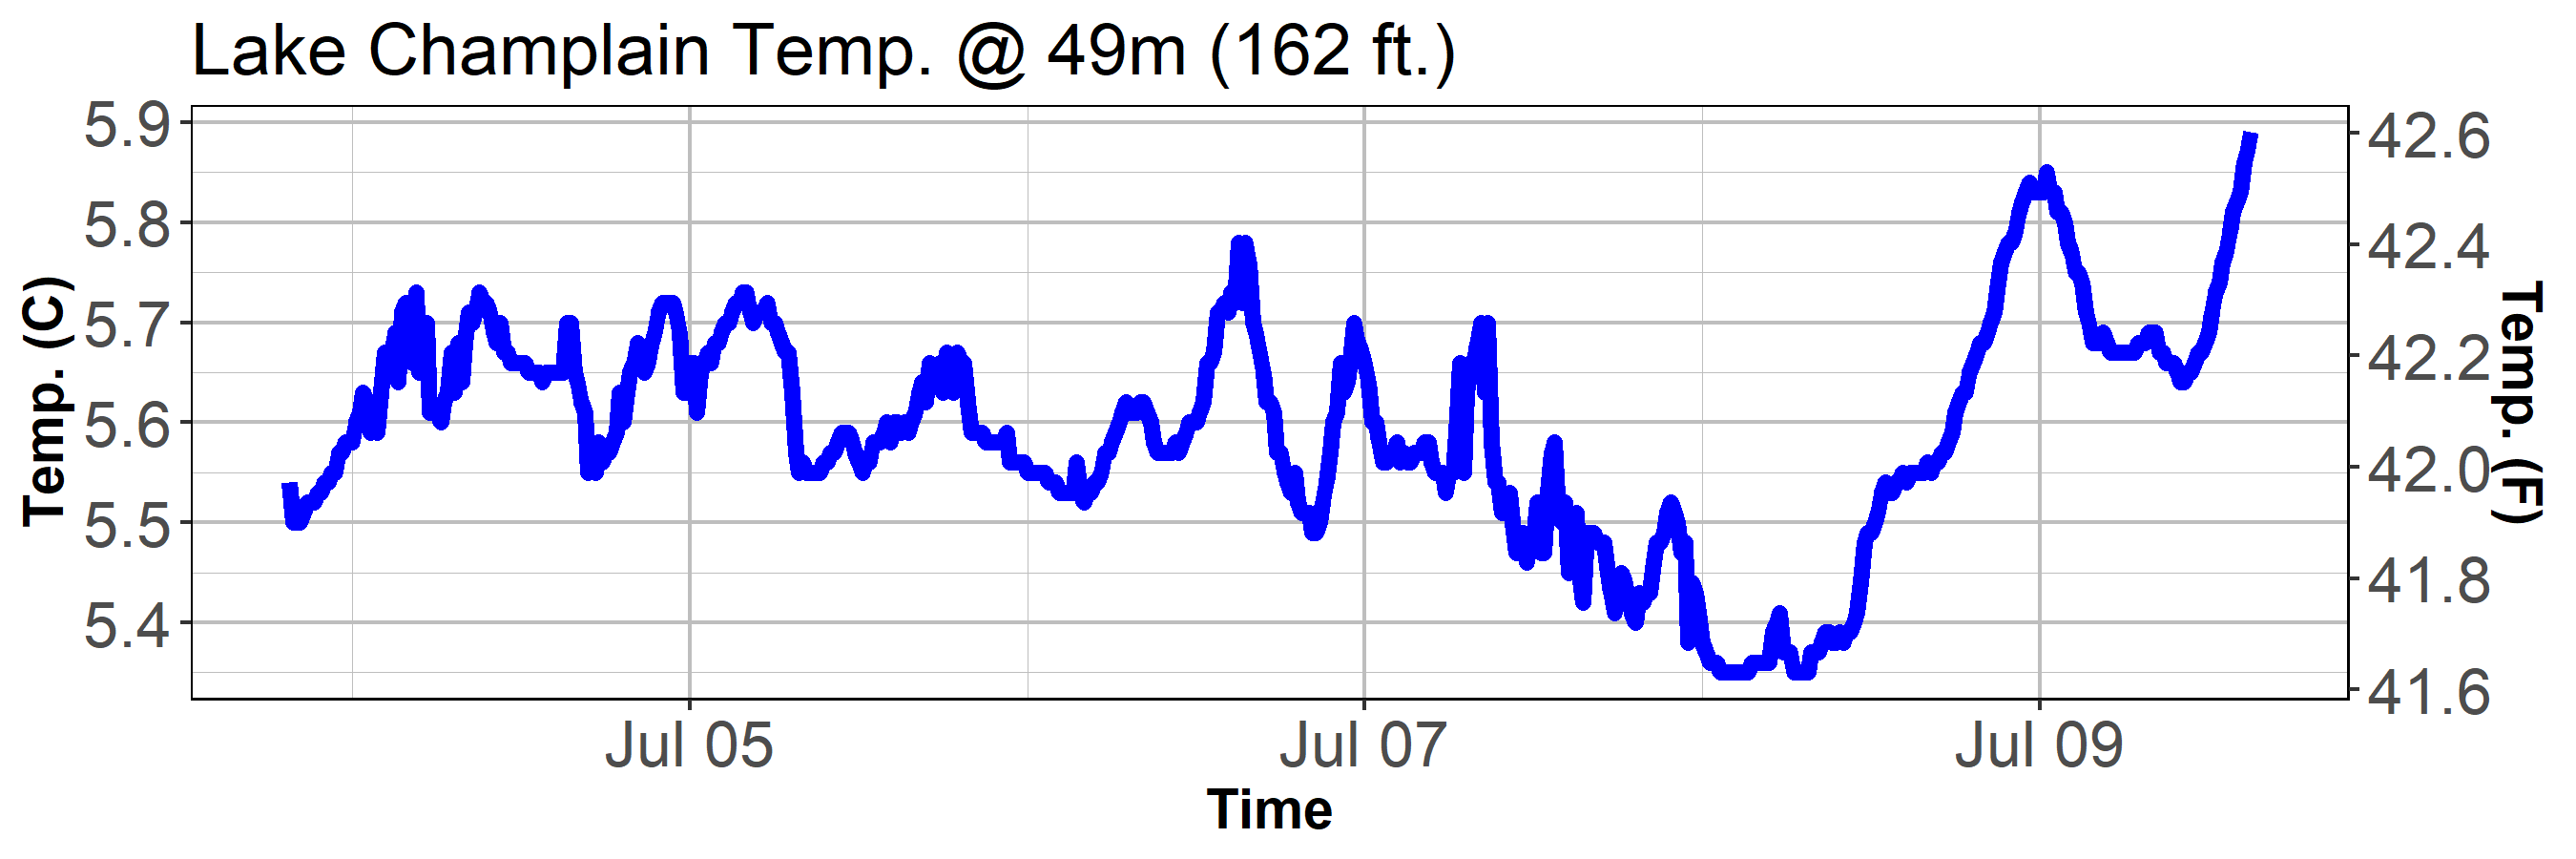 Lake Champlain Temp. @ 49m (162 ft.)
Temp. (C)
5.9
5.8
5.7
5.6
5.5
5.4
42.6
42.4
42.2
42.0
41.8
41.6
Temp. (F)
Jul 05 Jul 07 Jul 09
Time